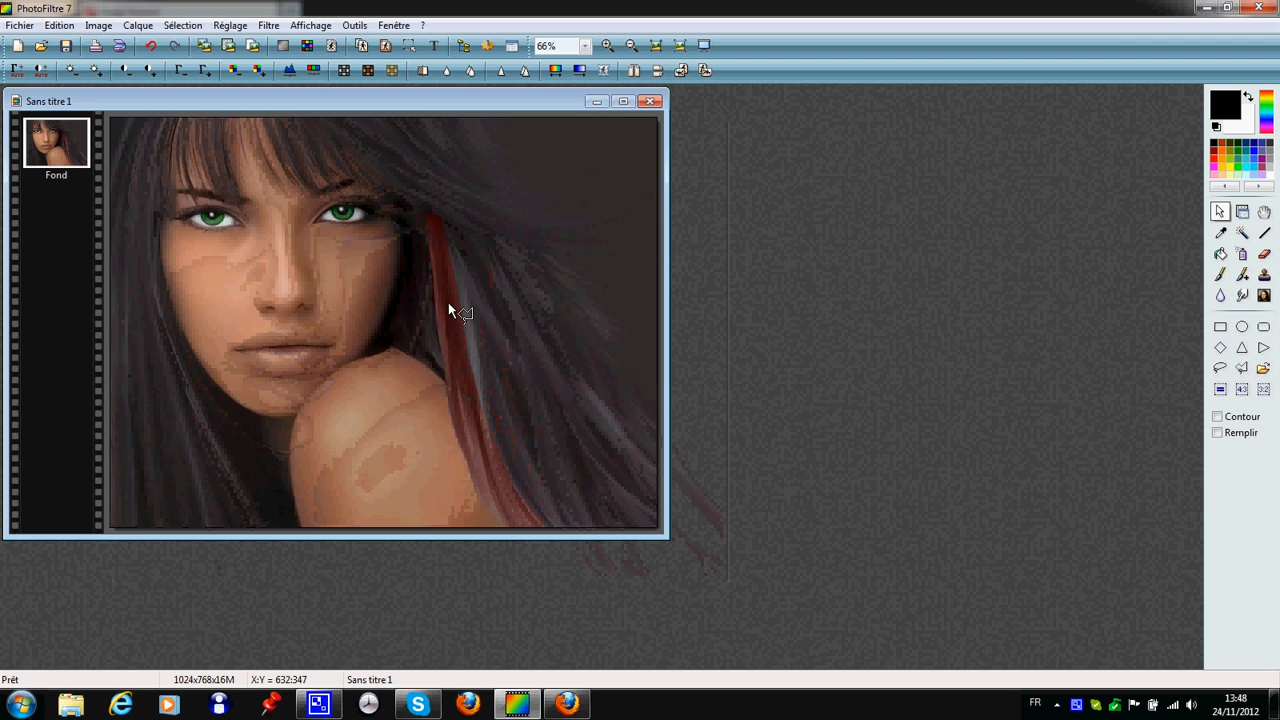 PhotoFiltre 7
Fichier Edition Image Calque Sélection Réglage Filtre Affichage Outils Fenêtre ?
66%
Sans titre 1
Fond
Contour
Remplir
Prêt 1024x768x16M X:Y = 632:347 Sans titre 1
FR 13:48
24/11/2012